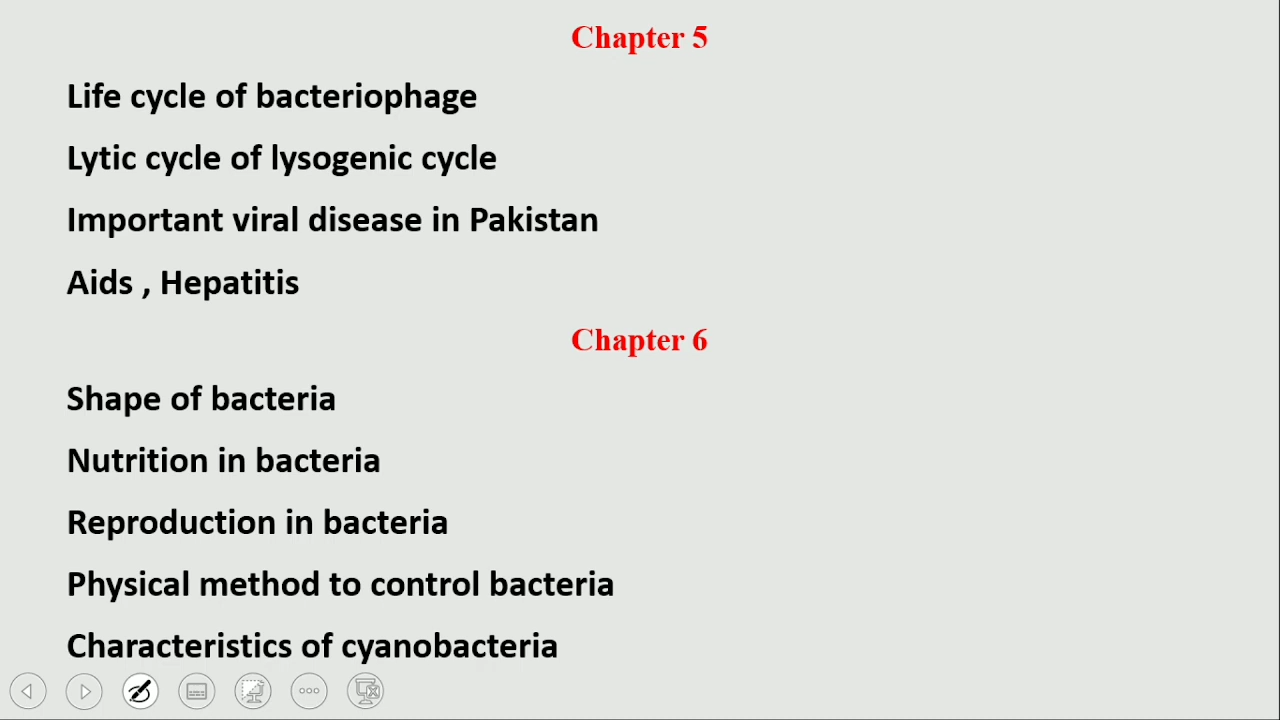 Chapter 5
Life cycle of bacteriophage
Lytic cycle of lysogenic cycle
Important viral disease in Pakistan
Aids , Hepatitis
Chapter 6
Shape of bacteria
Nutrition in bacteria
Reproduction in bacteria
Physical method to control bacteria
Characteristics of cyanobacteria